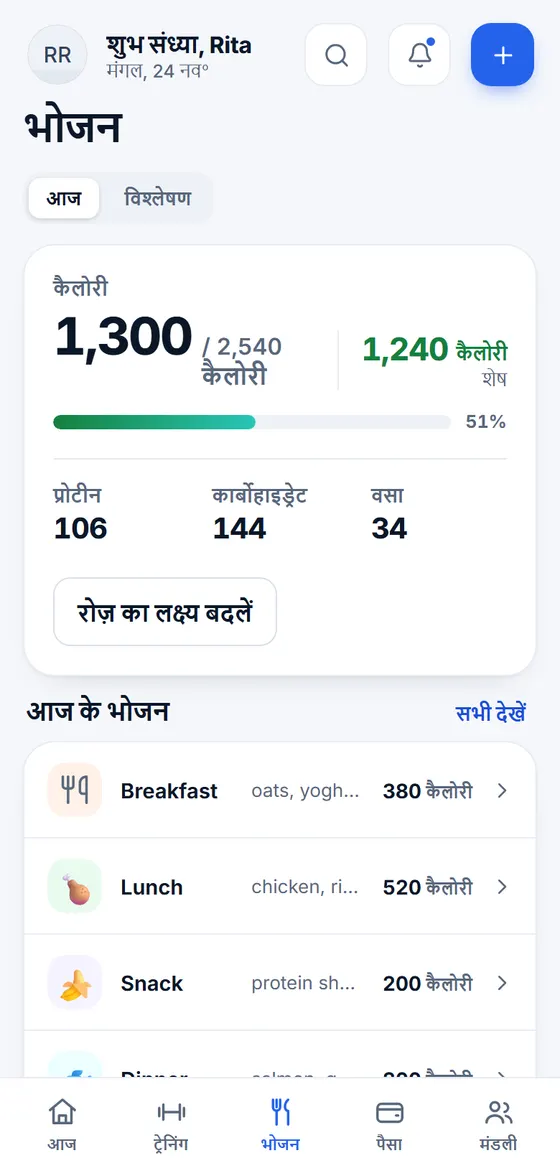 RR
शुभ संध्या, Rita
मंगल, 24 नव॰
भोजन
आज
विश्लेषण
कैलोरी
1,300 / 2,540 कैलोरी
1,240 कैलोरी
शेष
51%
प्रोटीन
106
कार्बोहाइड्रेट
144
वसा
34
रोज़ का लक्ष्य बदलें
आज के भोजन
सभी देखें
Breakfast oats, yogh... 380 कैलोरी
Lunch chicken, ri... 520 कैलोरी
Snack protein sh... 200 कैलोरी
आज
ट्रेनिंग
भोजन
पैसा
मंडली